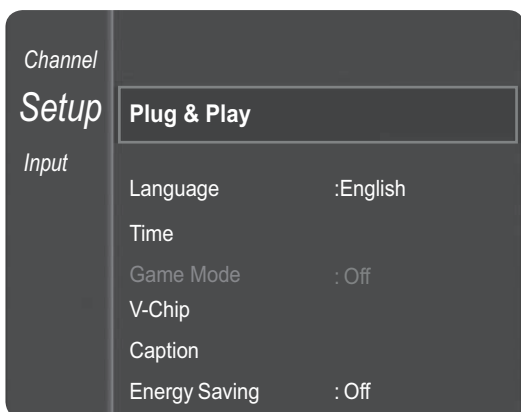 Channel
Setup
Input
Plug & Play
Language :English
Time
Game Mode : Off
V-Chip
Caption
Energy Saving : Off